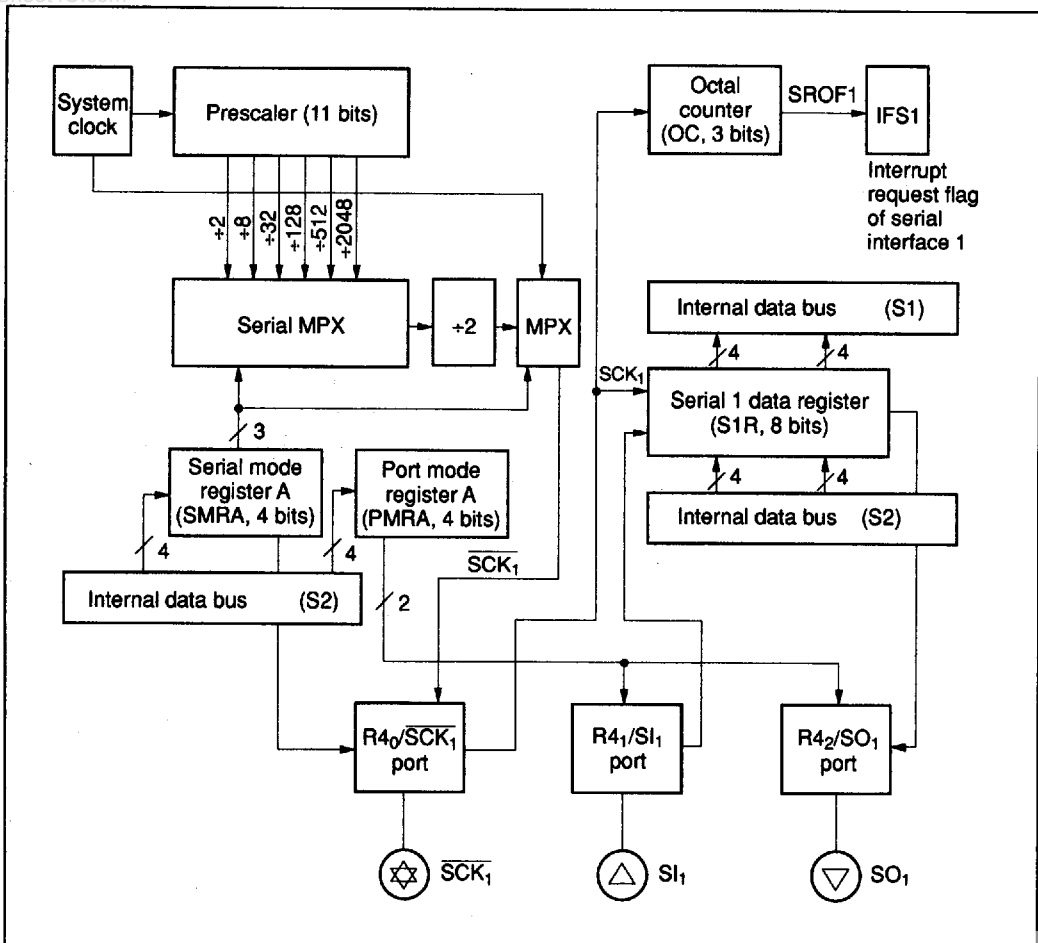 System
clock
Prescaler (11 bits)
Octal
counter
(OC, 3 bits)
SROF1
IFS1
Interrupt
request flag
of serial
interface 1
÷2
÷8
÷32
÷128
÷512
÷2048
Serial MPX
÷2
MPX
Internal data bus (S1)
4
4
SCK₁
Serial 1 data register
(S1R, 8 bits)
4
4
Internal data bus (S2)
3
Serial mode
register A
(SMRA, 4 bits)
Port mode
register A
(PMRA, 4 bits)
4
4
Internal data bus (S2)
2
S̅C̅K̅₁̅
R4₀/S̅C̅K̅₁̅
port
R4₁/SI₁
port
R4₂/SO₁
port
S̅C̅K̅₁̅
SI₁
SO₁